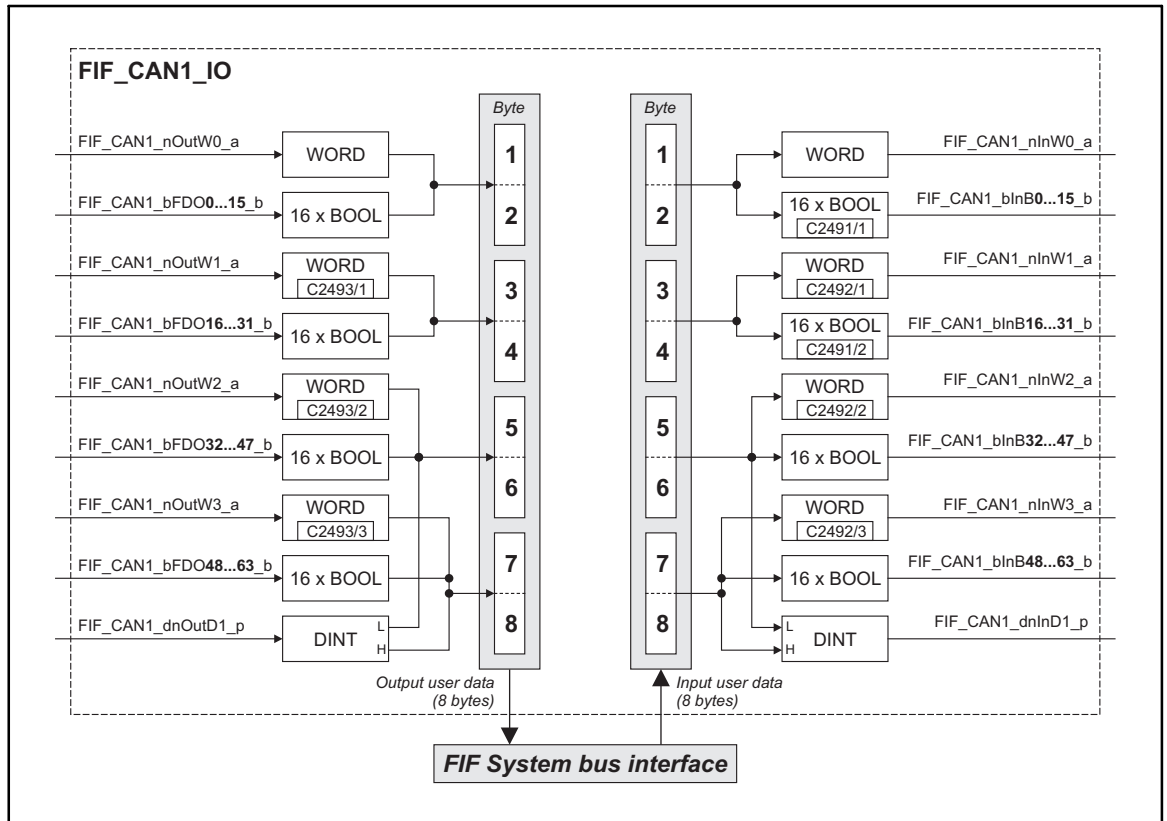 FIF_CAN1_IO
Byte
Byte
FIF_CAN1_nOutW0_a
WORD
1
1
WORD
FIF_CAN1_nInW0_a
FIF_CAN1_bFDO0...15_b
16 x BOOL
2
2
16 x BOOL
C2491/1
FIF_CAN1_bInB0...15_b
FIF_CAN1_nOutW1_a
WORD
C2493/1
3
3
WORD
C2492/1
FIF_CAN1_nInW1_a
FIF_CAN1_bFDO16...31_b
16 x BOOL
4
4
16 x BOOL
C2491/2
FIF_CAN1_bInB16...31_b
FIF_CAN1_nOutW2_a
WORD
C2493/2
5
5
WORD
C2492/2
FIF_CAN1_nInW2_a
FIF_CAN1_bFDO32...47_b
16 x BOOL
6
6
16 x BOOL
FIF_CAN1_bInB32...47_b
FIF_CAN1_nOutW3_a
WORD
C2493/3
7
7
WORD
C2492/3
FIF_CAN1_nInW3_a
FIF_CAN1_bFDO48...63_b
16 x BOOL
8
8
16 x BOOL
FIF_CAN1_bInB48...63_b
FIF_CAN1_dnOutD1_p
DINT
L
H
L
H
DINT
FIF_CAN1_dnInD1_p
Output user data
(8 bytes)
Input user data
(8 bytes)
FIF System bus interface